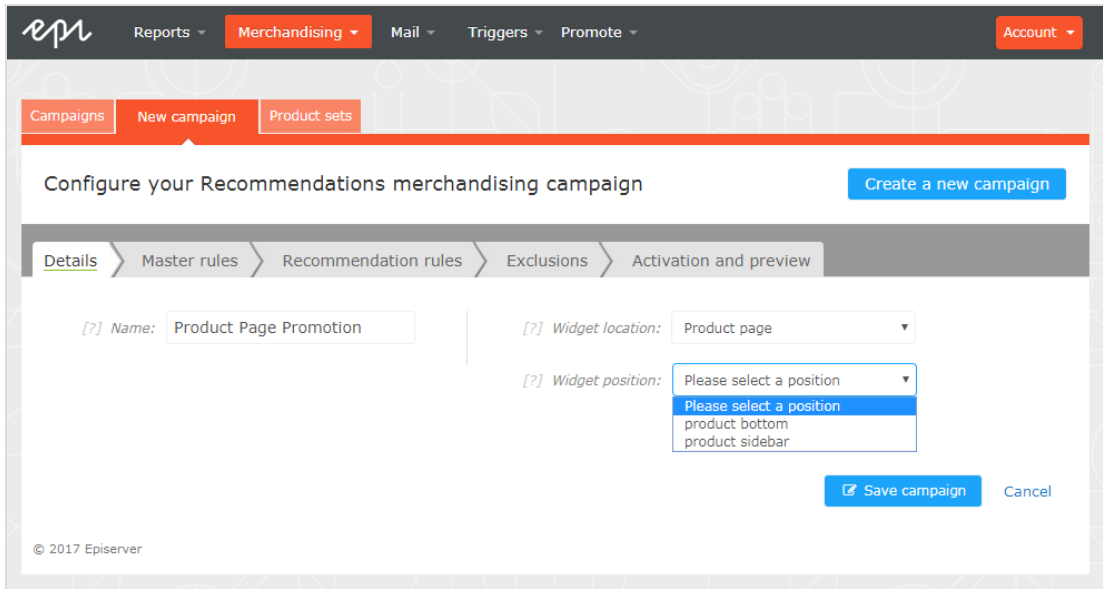 epi Reports Merchandising Mail Triggers Promote Account
Campaigns New campaign Product sets
Configure your Recommendations merchandising campaign Create a new campaign
Details Master rules Recommendation rules Exclusions Activation and preview
[?] Name: Product Page Promotion [?] Widget location: Product page
[?] Widget position: Please select a position
Please select a position
product bottom
product sidebar
Save campaign Cancel
© 2017 Episerver